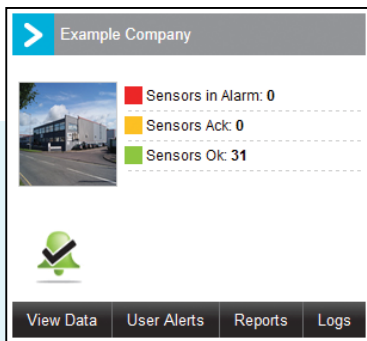 Example Company
Sensors in Alarm: 0
Sensors Ack: 0
Sensors Ok: 31
View Data User Alerts Reports Logs